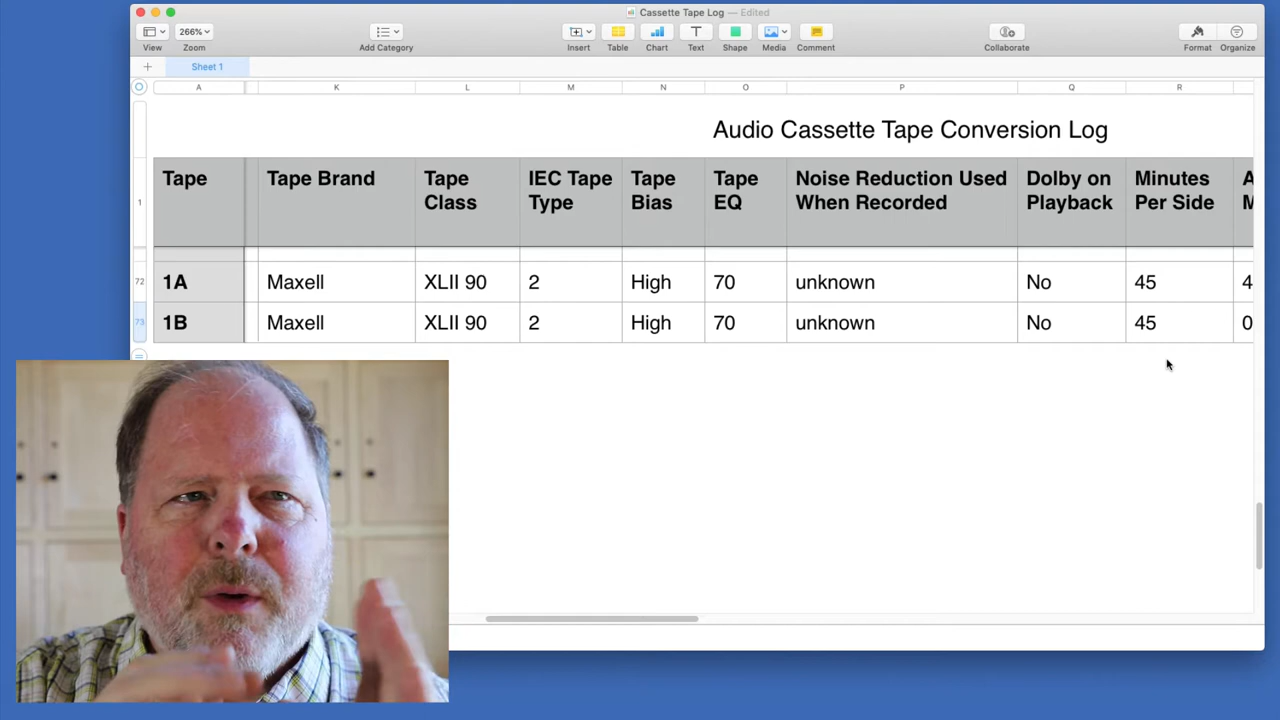 Cassette Tape Log — Edited
266%
View Zoom Add Category Insert Table Chart Text Shape Media Comment Collaborate Format Organize
Sheet 1
A K L M N O P Q R
Audio Cassette Tape Conversion Log
1
Tape
Tape Brand
Tape
Class
IEC Tape
Type
Tape
Bias
Tape
EQ
Noise Reduction Used
When Recorded
Dolby on
Playback
Minutes
Per Side
A
M
72 1A Maxell XLII 90 2 High 70 unknown No 45 4
73 1B Maxell XLII 90 2 High 70 unknown No 45 0